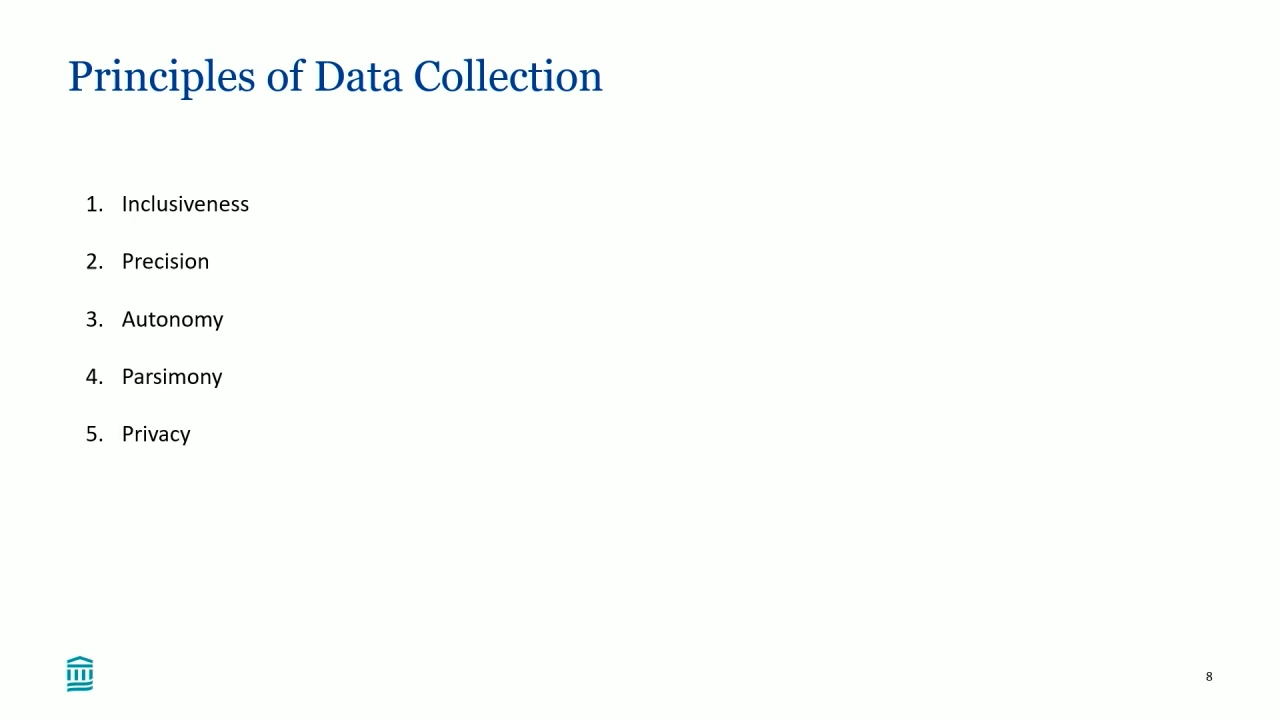 Principles of Data Collection
1. Inclusiveness
2. Precision
3. Autonomy
4. Parsimony
5. Privacy
8